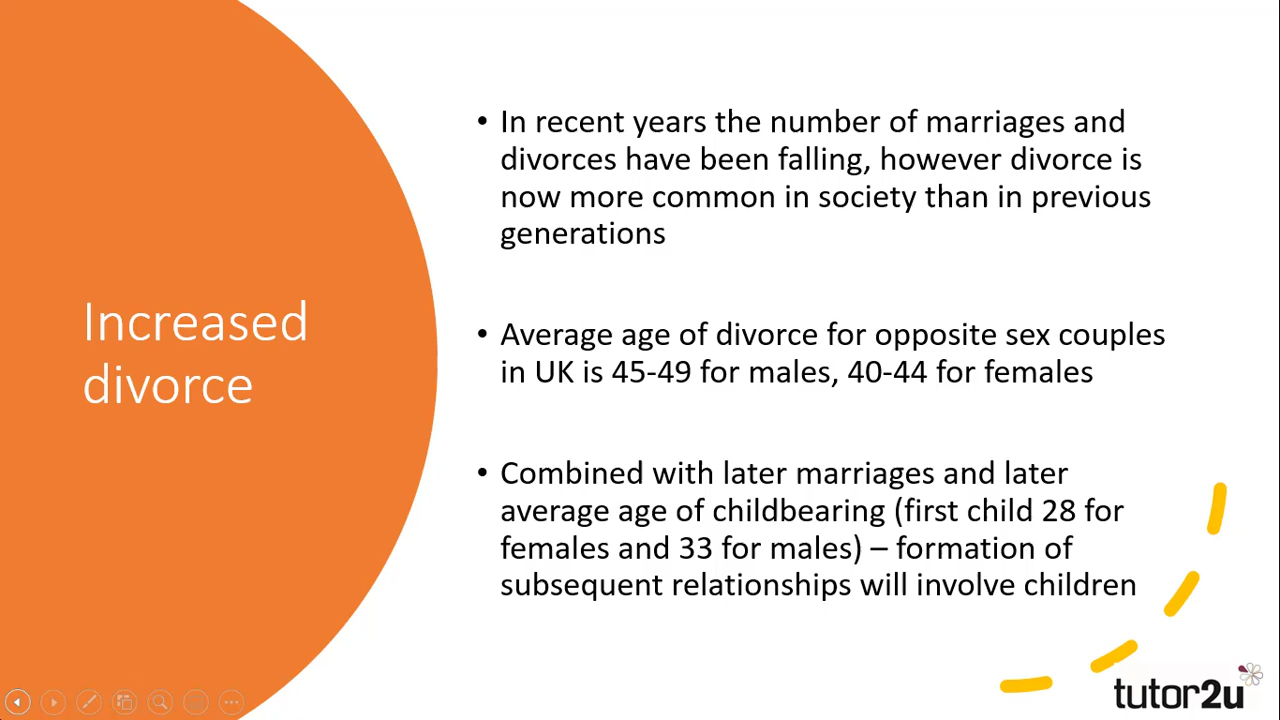 Increased
divorce
• In recent years the number of marriages and
divorces have been falling, however divorce is
now more common in society than in previous
generations
• Average age of divorce for opposite sex couples
in UK is 45-49 for males, 40-44 for females
• Combined with later marriages and later
average age of childbearing (first child 28 for
females and 33 for males) – formation of
subsequent relationships will involve children
tutor2u